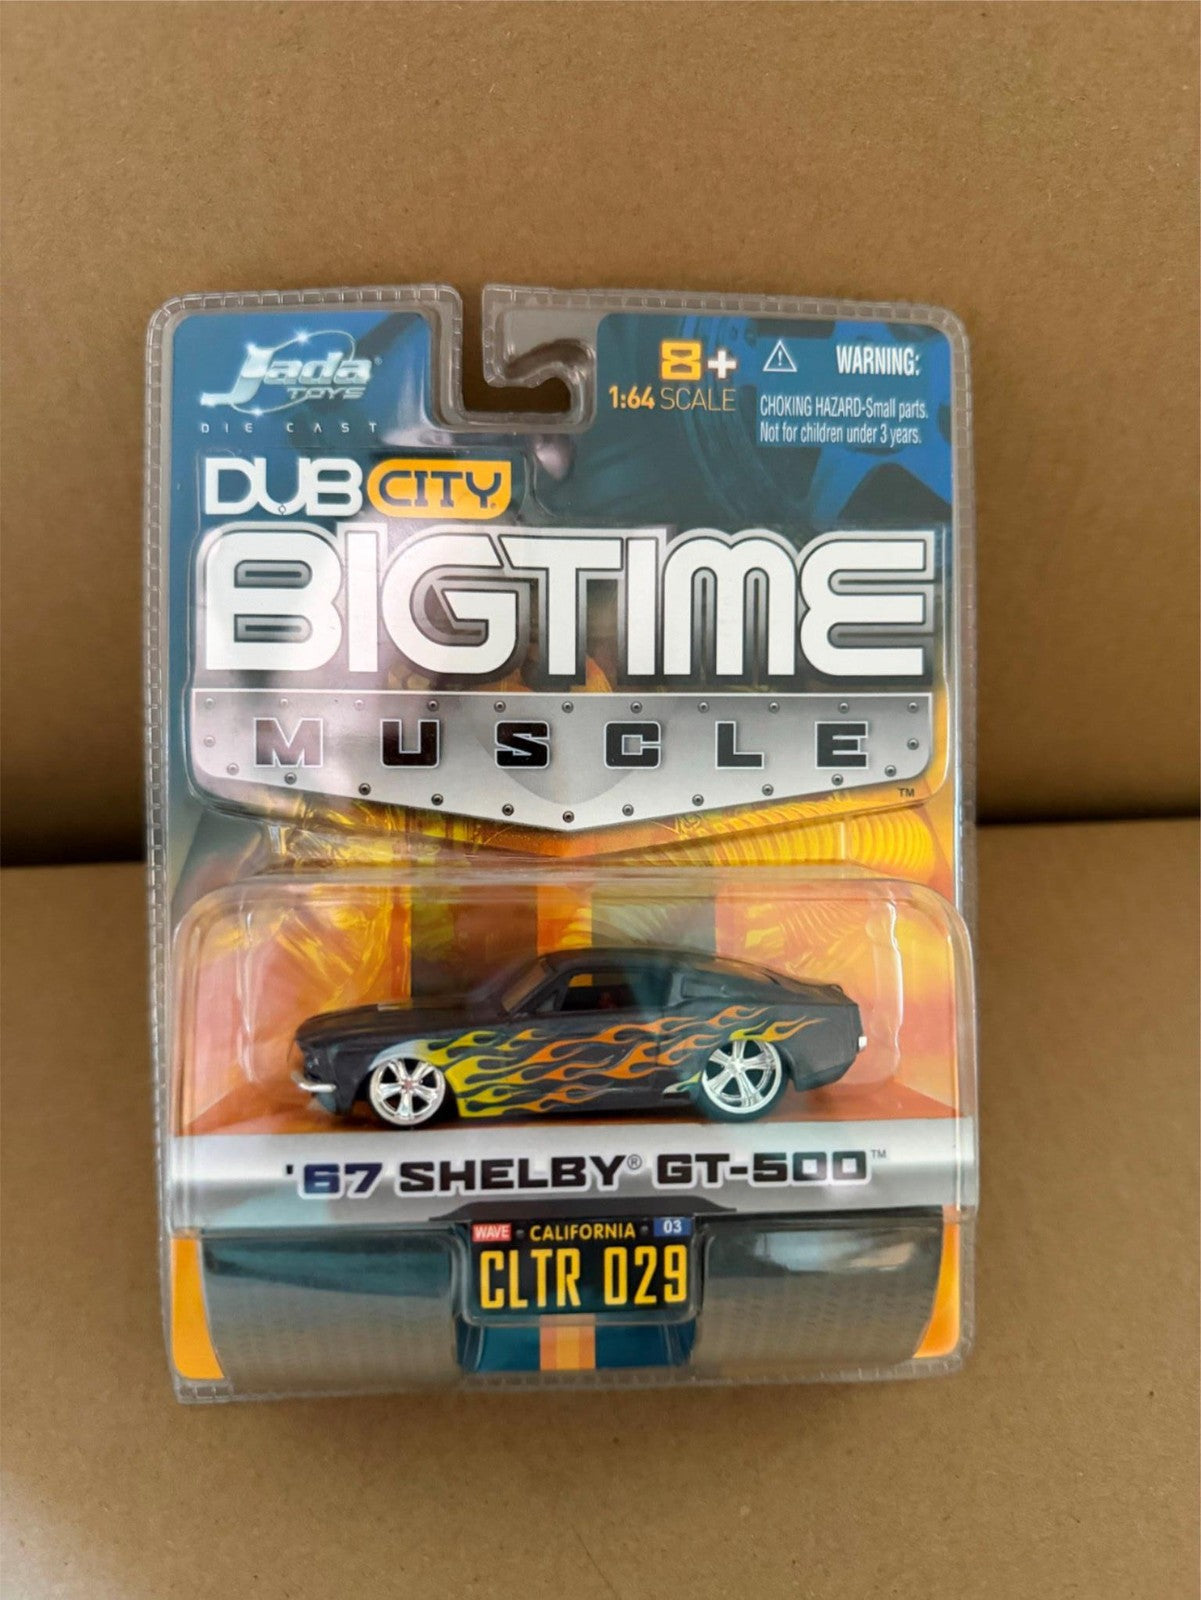 Jada®
TOYS
DIE CAST
8+
1:64 SCALE
WARNING:
CHOKING HAZARD-Small parts.
Not for children under 3 years.
DUB CITY®
BIGTIME
MUSCLE
TM
'67 SHELBY® GT-500™
WAVE CALIFORNIA 03
CLTR 029